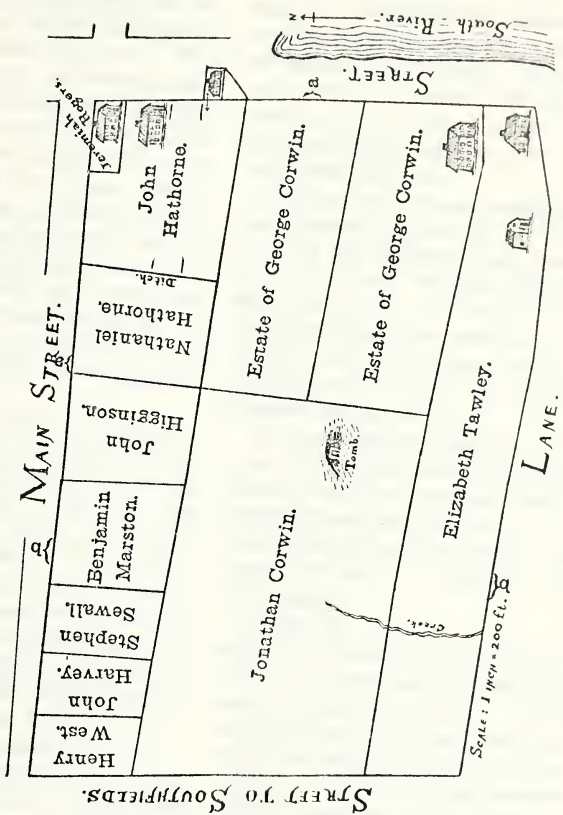 N
South River.
STREET.
MAIN STREET.
Jeremiah
Rogers.
John
Hathorne.
a
Ditch.
Nathaniel
Hathorne.
g
John
Higginson.
b
Benjamin
Marston.
Stephen
Sewall.
John
Harvey.
Henry
West.
Estate of George Corwin.
Estate of George Corwin.
Jonathan Corwin.
Tomb.
Creek.
Elizabeth Tawley.
LANE.
SCALE: 1 INCH = 200 ft.
STREET TO SOUTHFIELDS.